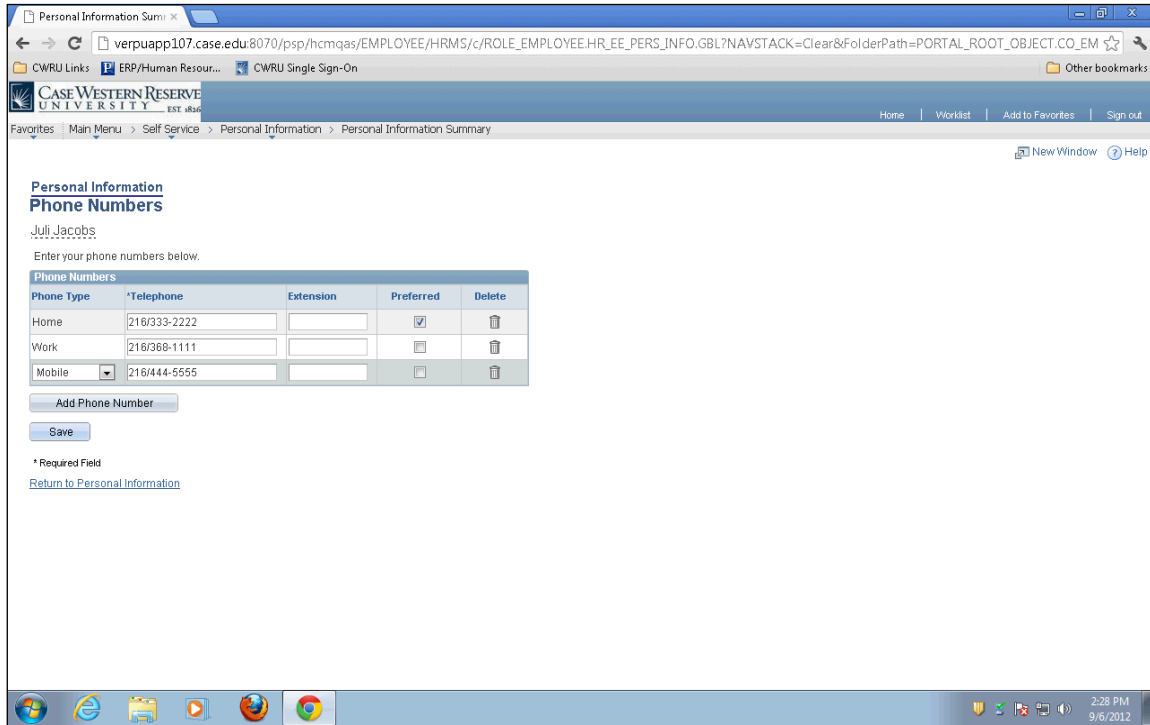 Personal Information Sum
verpuapp107.case.edu:8070/psp/hcmqas/EMPLOYEE/HRMS/c/ROLE_EMPLOYEE.HR_EE_PERS_INFO.GBL?NAVSTACK=Clear&FolderPath=PORTAL_ROOT_OBJECT.CO_EM
CWRU Links ERP/Human Resour... CWRU Single Sign-On Other bookmarks
CASE WESTERN RESERVE
UNIVERSITY EST. 1826
Home | Worklist | Add to Favorites | Sign out
Favorites Main Menu > Self Service > Personal Information > Personal Information Summary
New Window ? Help
Personal Information
Phone Numbers
Juli Jacobs
Enter your phone numbers below.
Phone Numbers
Phone Type *Telephone Extension Preferred Delete
Home 216/333-2222
Work 216/368-1111
Mobile 216/444-5555
Add Phone Number
Save
* Required Field
Return to Personal Information
2:28 PM
9/6/2012